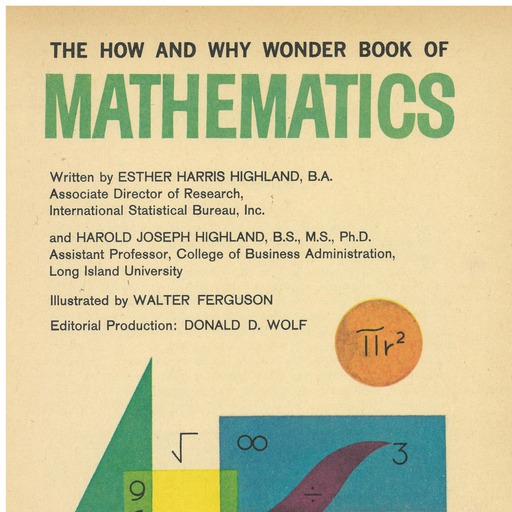 THE HOW AND WHY WONDER BOOK OF
MATHEMATICS
Written by ESTHER HARRIS HIGHLAND, B.A.
Associate Director of Research,
International Statistical Bureau, Inc.
and HAROLD JOSEPH HIGHLAND, B.S., M.S., Ph.D.
Assistant Professor, College of Business Administration,
Long Island University
Illustrated by WALTER FERGUSON
Editorial Production: DONALD D. WOLF
πr²
√ ∞ 3
9 ÷